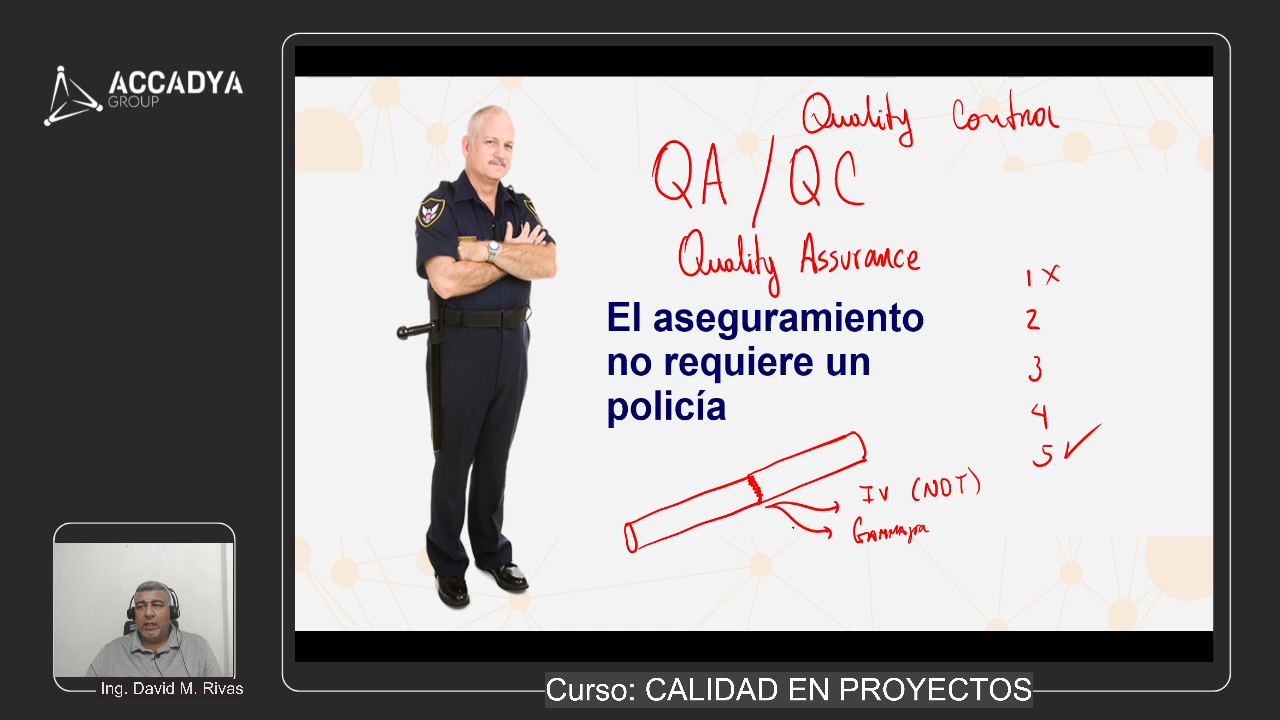 ACCADYA
GROUP
Quality Control
QA / QC
Quality Assurance
El aseguramiento
no requiere un
policía
1 x
2
3
4
5 ✓
IV (NDT)
Ing. David M. Rivas
Curso: CALIDAD EN PROYECTOS